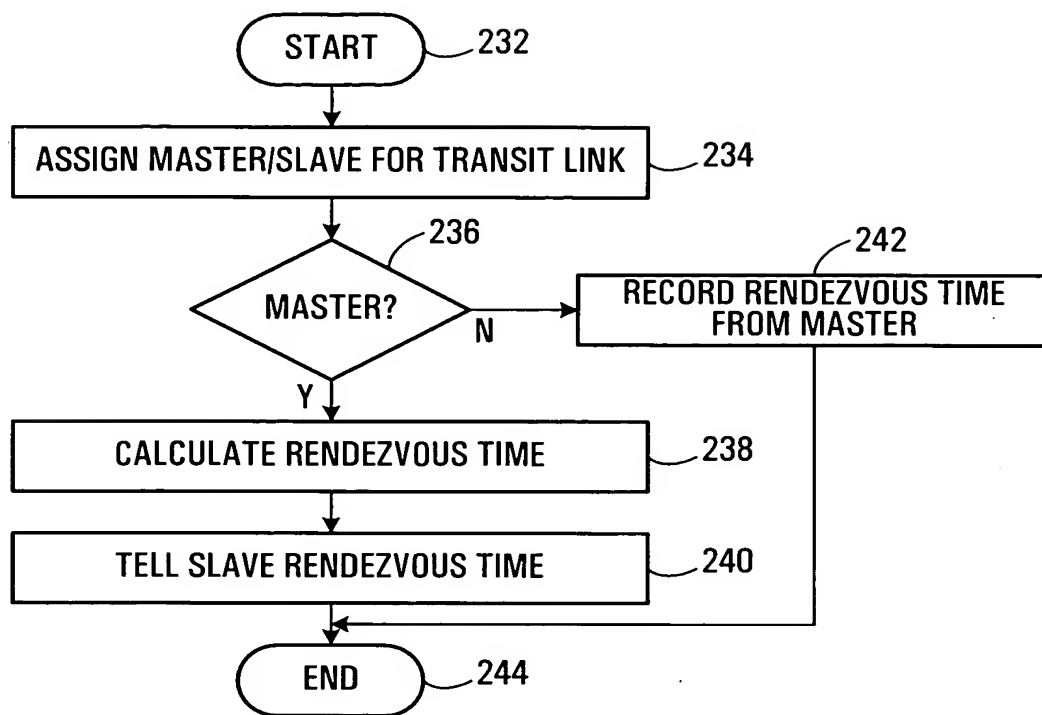 START
232
ASSIGN MASTER/SLAVE FOR TRANSIT LINK
234
236
MASTER?
N
Y
242
RECORD RENDEZVOUS TIME
FROM MASTER
CALCULATE RENDEZVOUS TIME
238
TELL SLAVE RENDEZVOUS TIME
240
END
244